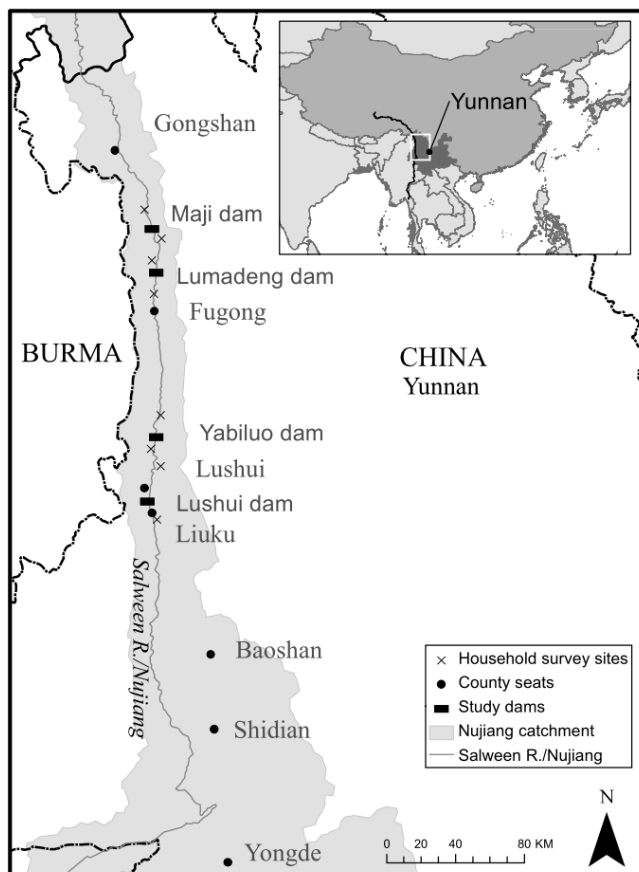 Yunnan
Gongshan
Maji dam
Lumadeng dam
Fugong
BURMA
CHINA
Yunnan
Yabiluo dam
Lushui
Lushui dam
Liuku
Salween R./Nujiang
Baoshan
Shidian
Yongde
Household survey sites
County seats
Study dams
Nujiang catchment
Salween R./Nujiang
N
0 20 40 80 KM